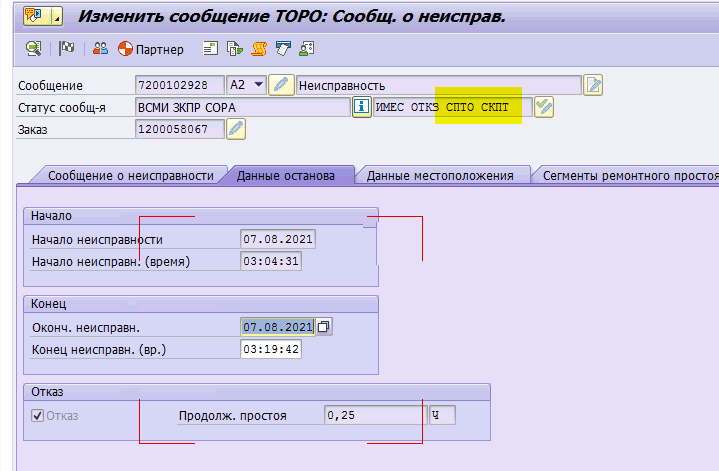 Изменить сообщение ТОРО: Сообщ. о неисправ.
Партнер
Сообщение 7200102928 A2 Неисправность
Статус сообщ-я ВСМИ ЗКПР СОРА ИМЕС ОТКЗ СПТО СКПТ
Заказ 1200058067
Сообщение о неисправности Данные останова Данные местоположения Сегменты ремонтного простоя
Начало
Начало неисправности 07.08.2021
Начало неисправн. (время) 03:04:31
Конец
Оконч. неисправн. 07.08.2021
Конец неисправн. (вр.) 03:19:42
Отказ
Отказ Продолж. простоя 0,25 Ч